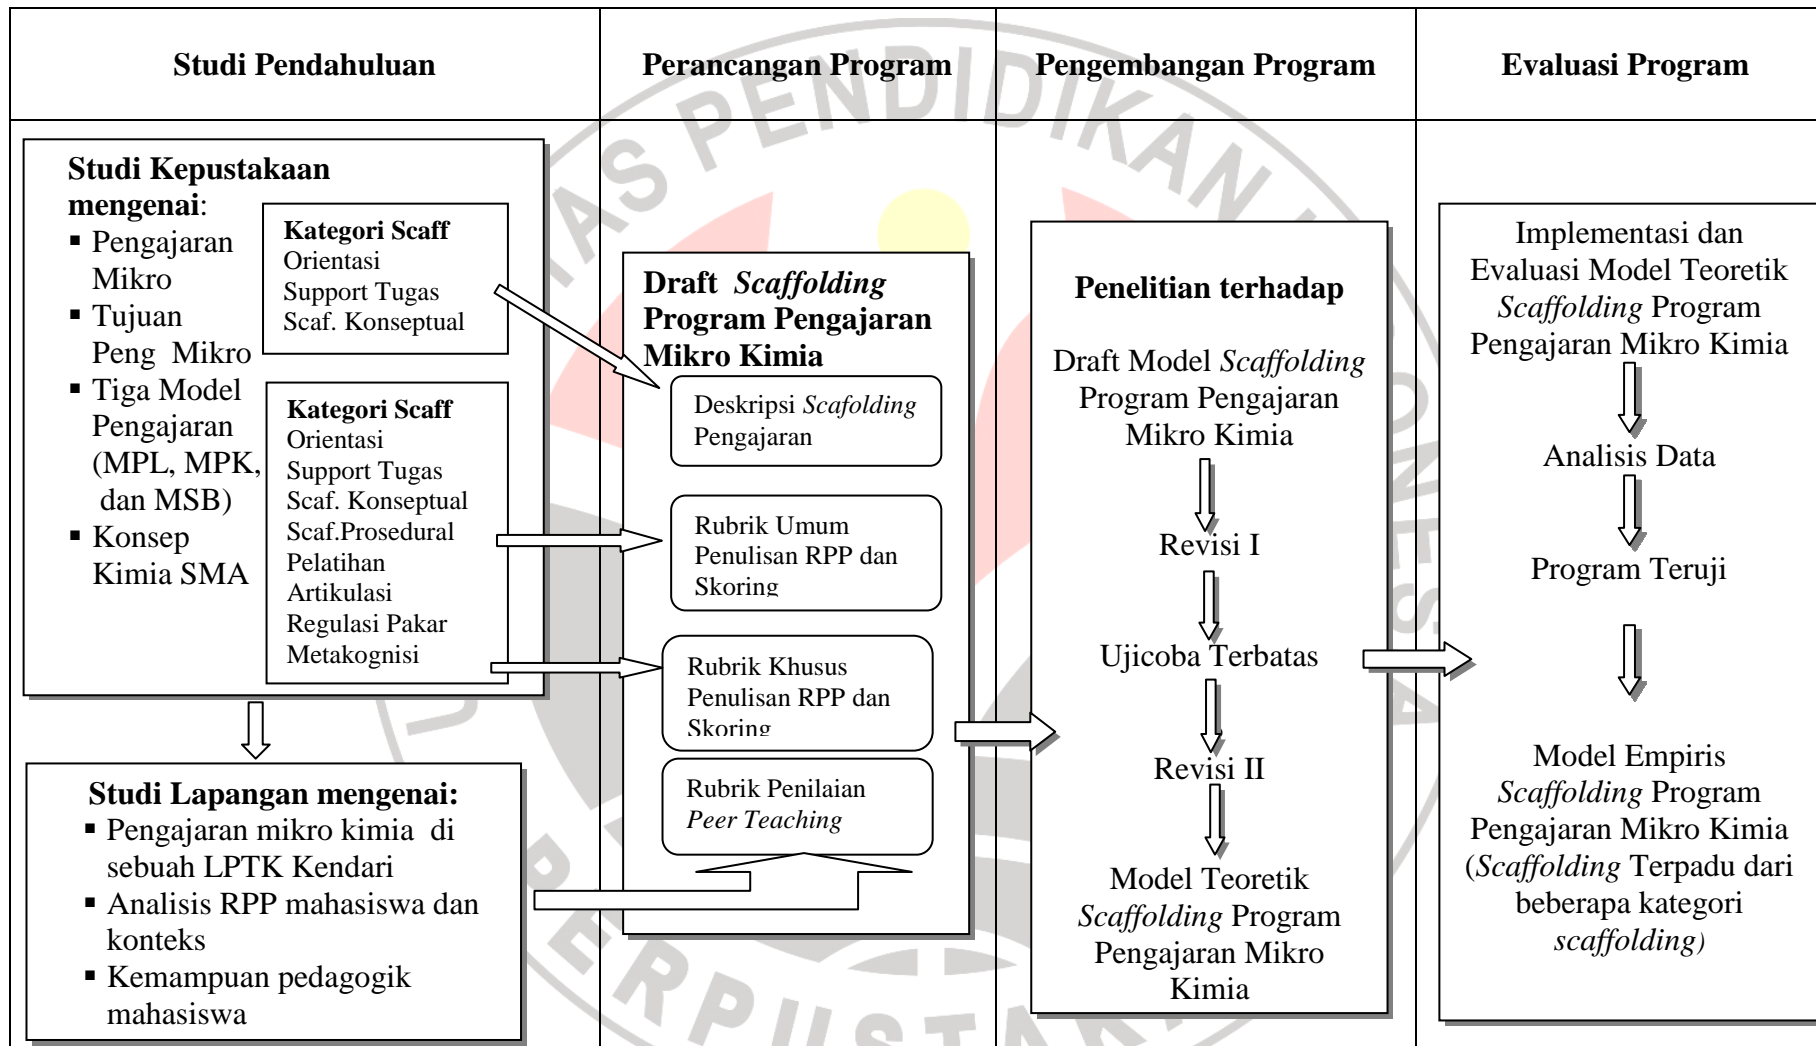 Studi Pendahuluan
Perancangan Program
Pengembangan Program
Evaluasi Program
Studi Kepustakaan
mengenai:
▪ Pengajaran
Mikro
▪ Tujuan
Peng Mikro
▪ Tiga Model
Pengajaran
(MPL, MPK,
dan MSB)
▪ Konsep
Kimia SMA
Kategori Scaff
Orientasi
Support Tugas
Scaf. Konseptual
Kategori Scaff
Orientasi
Support Tugas
Scaf. Konseptual
Scaf.Prosedural
Pelatihan
Artikulasi
Regulasi Pakar
Metakognisi
Studi Lapangan mengenai:
▪ Pengajaran mikro kimia di
sebuah LPTK Kendari
▪ Analisis RPP mahasiswa dan
konteks
▪ Kemampuan pedagogik
mahasiswa
Draft Scaffolding
Program Pengajaran
Mikro Kimia
Deskripsi Scafolding
Pengajaran
Rubrik Umum
Penulisan RPP dan
Skoring
Rubrik Khusus
Penulisan RPP dan
Skoring
Rubrik Penilaian
Peer Teaching
Penelitian terhadap
Draft Model Scaffolding
Program Pengajaran
Mikro Kimia
Revisi I
Ujicoba Terbatas
Revisi II
Model Teoretik
Scaffolding Program
Pengajaran Mikro
Kimia
Implementasi dan
Evaluasi Model Teoretik
Scaffolding Program
Pengajaran Mikro Kimia
Analisis Data
Program Teruji
Model Empiris
Scaffolding Program
Pengajaran Mikro Kimia
(Scaffolding Terpadu dari
beberapa kategori
scaffolding)
PENDIDIKAN